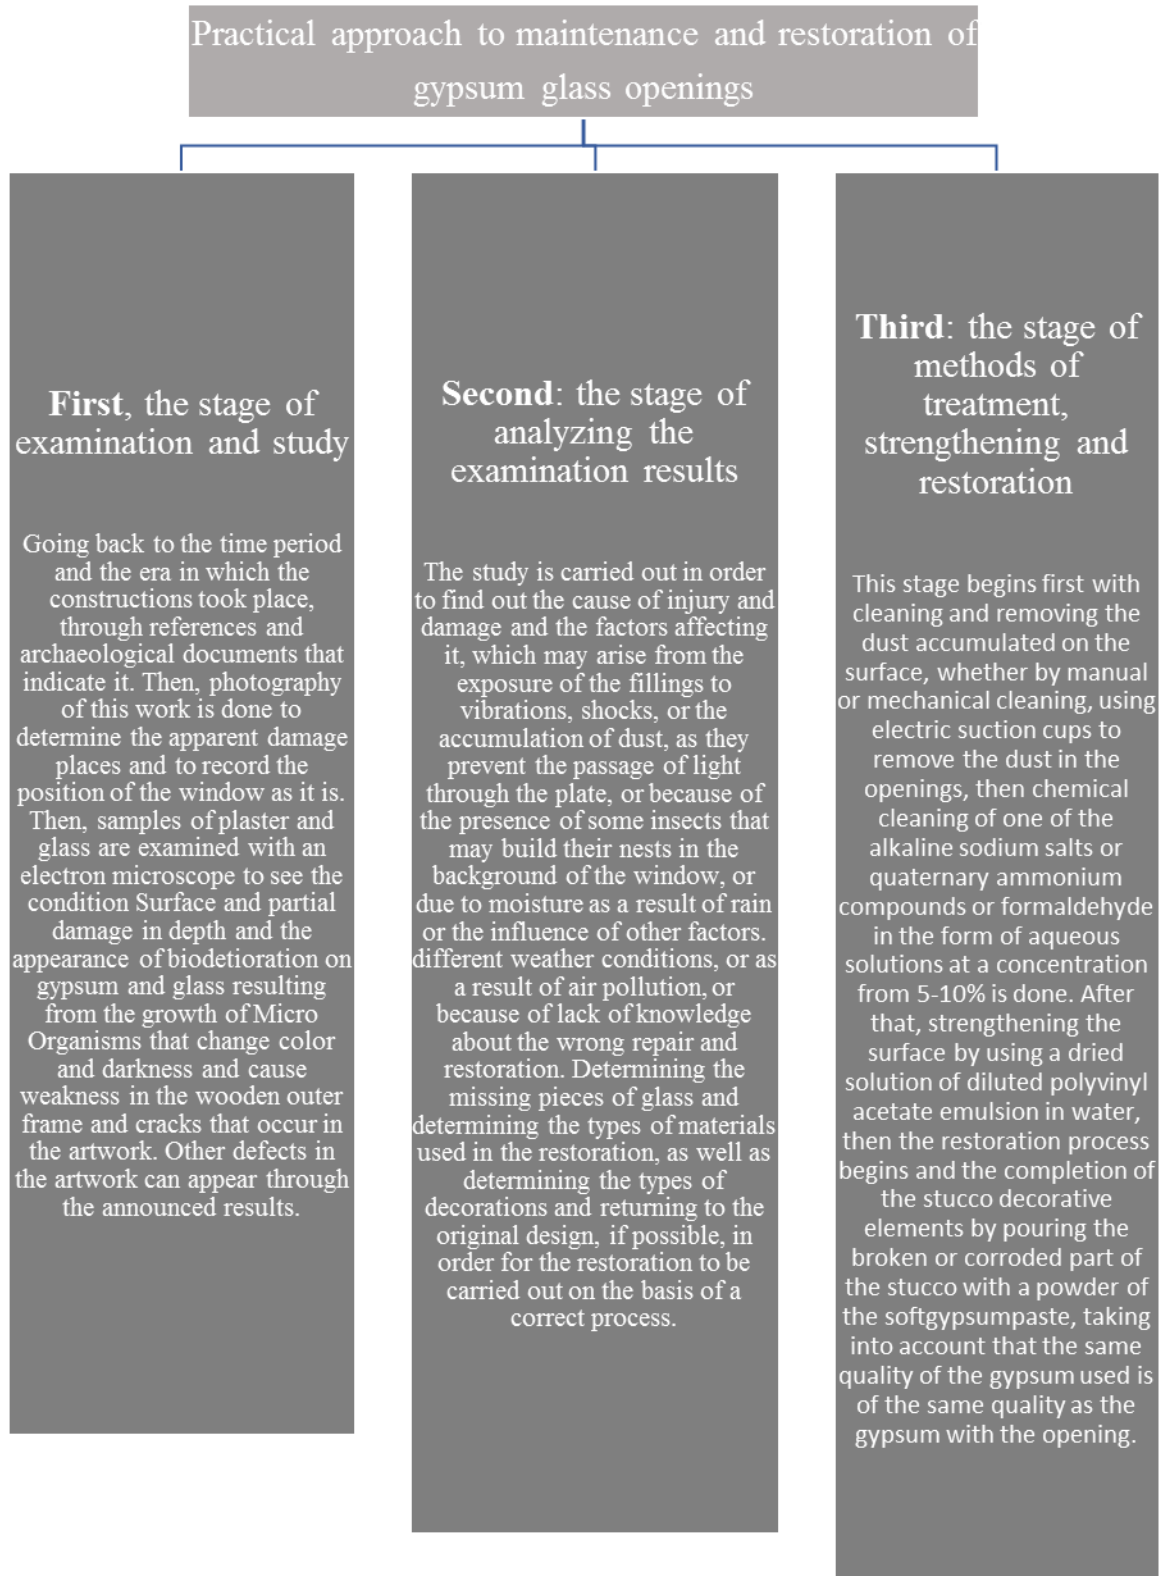 Practical approach to maintenance and restoration of
gypsum glass openings
First, the stage of
examination and study
Going back to the time period
and the era in which the
constructions took place,
through references and
archaeological documents that
indicate it. Then, photography
of this work is done to
determine the apparent damage
places and to record the
position of the window as it is.
Then, samples of plaster and
glass are examined with an
electron microscope to see the
condition Surface and partial
damage in depth and the
appearance of biodetioration on
gypsum and glass resulting
from the growth of Micro
Organisms that change color
and darkness and cause
weakness in the wooden outer
frame and cracks that occur in
the artwork. Other defects in
the artwork can appear through
the announced results.
Second: the stage of
analyzing the
examination results
The study is carried out in order
to find out the cause of injury and
damage and the factors affecting
it, which may arise from the
exposure of the fillings to
vibrations, shocks, or the
accumulation of dust, as they
prevent the passage of light
through the plate, or because of
the presence of some insects that
may build their nests in the
background of the window, or
due to moisture as a result of rain
or the influence of other factors.
different weather conditions, or as
a result of air pollution, or
because of lack of knowledge
about the wrong repair and
restoration. Determining the
missing pieces of glass and
determining the types of materials
used in the restoration, as well as
determining the types of
decorations and returning to the
original design, if possible, in
order for the restoration to be
carried out on the basis of a
correct process.
Third: the stage of
methods of
treatment,
strengthening and
restoration
This stage begins first with
cleaning and removing the
dust accumulated on the
surface, whether by manual
or mechanical cleaning, using
electric suction cups to
remove the dust in the
openings, then chemical
cleaning of one of the
alkaline sodium salts or
quaternary ammonium
compounds or formaldehyde
in the form of aqueous
solutions at a concentration
from 5-10% is done. After
that, strengthening the
surface by using a dried
solution of diluted polyvinyl
acetate emulsion in water,
then the restoration process
begins and the completion of
the stucco decorative
elements by pouring the
broken or corroded part of
the stucco with a powder of
the softgypsumpaste, taking
into account that the same
quality of the gypsum used is
of the same quality as the
gypsum with the opening.